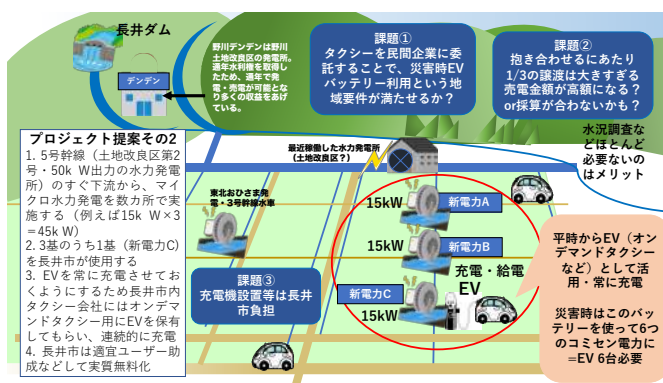 長井ダム
デンデン
野川デンデンは野川
土地改良区の発電所。
通年水利権を取得し
たため、通年で発
電・売電が可能とな
り多くの収益をあげ
ている。
課題①
タクシーを民間企業に委
託することで、災害時EV
バッテリー利用という地
域要件が満たせるか？
課題②
抱き合わせるにあたり
1/3の譲渡は大きすぎる
売電金額が高額になる？
or採算が合わないかも？
水況調査な
どほとんど
必要ないの
はメリット
プロジェクト提案その2
1. 5号幹線（土地改良区第2
号・50k W出力の水力発電
所）のすぐ下流から、マイク
ロ水力発電を数カ所で実
施する（例えば15k W×3
＝45k W）
2. 3基のうち1基（新電力C）
を長井市が使用する
3. EVを常に充電させてお
くようにするため長井市内
タクシー会社にはオンデマ
ンドタクシー用にEVを保有
してもらい、連続的に充電
4. 長井市は適宜ユーザー助
成などして実質無料化
最近稼働した水力発電所
（土地改良区？）
東北おひさま発
電・3号幹線水車
15kW
新電力A
15kW
新電力B
充電・給電
EV
新電力C
15kW
課題③
充電機設置等は長井
市負担
平時からEV（オン
デマンドタクシー
など）として活
用・常に充電
災害時はこのバッ
テリーを使って6つ
のコミセン電力に
=EV 6台必要